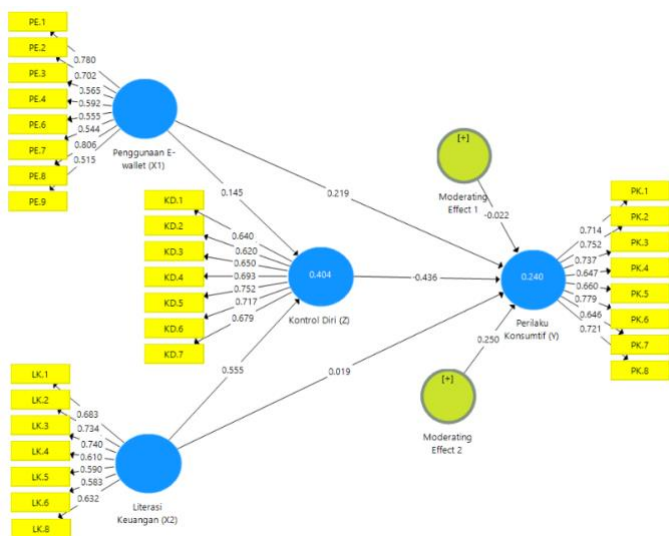 PE.1
PE.2
PE.3
PE.4
PE.6
PE.7
PE.8
PE.9
0.780
0.702
0.565
0.592
0.555
0.544
0.806
0.515
Penggunaan E-
wallet (X1)
0.145
0.219
[+]
Moderating
Effect 1
-0.022
KD.1
KD.2
KD.3
KD.4
KD.5
KD.6
KD.7
0.640
0.620
0.650
0.693
0.752
0.717
0.679
0.404
Kontrol Diri (Z)
-0.436
0.240
Perilaku
Konsumtif (Y)
PK.1
PK.2
PK.3
PK.4
PK.5
PK.6
PK.7
PK.8
0.714
0.752
0.737
0.647
0.660
0.779
0.646
0.721
0.555
0.019
0.250
[+]
Moderating
Effect 2
LK.1
LK.2
LK.3
LK.4
LK.5
LK.6
LK.8
0.683
0.734
0.740
0.610
0.590
0.583
0.632
Literasi
Keuangan (X2)